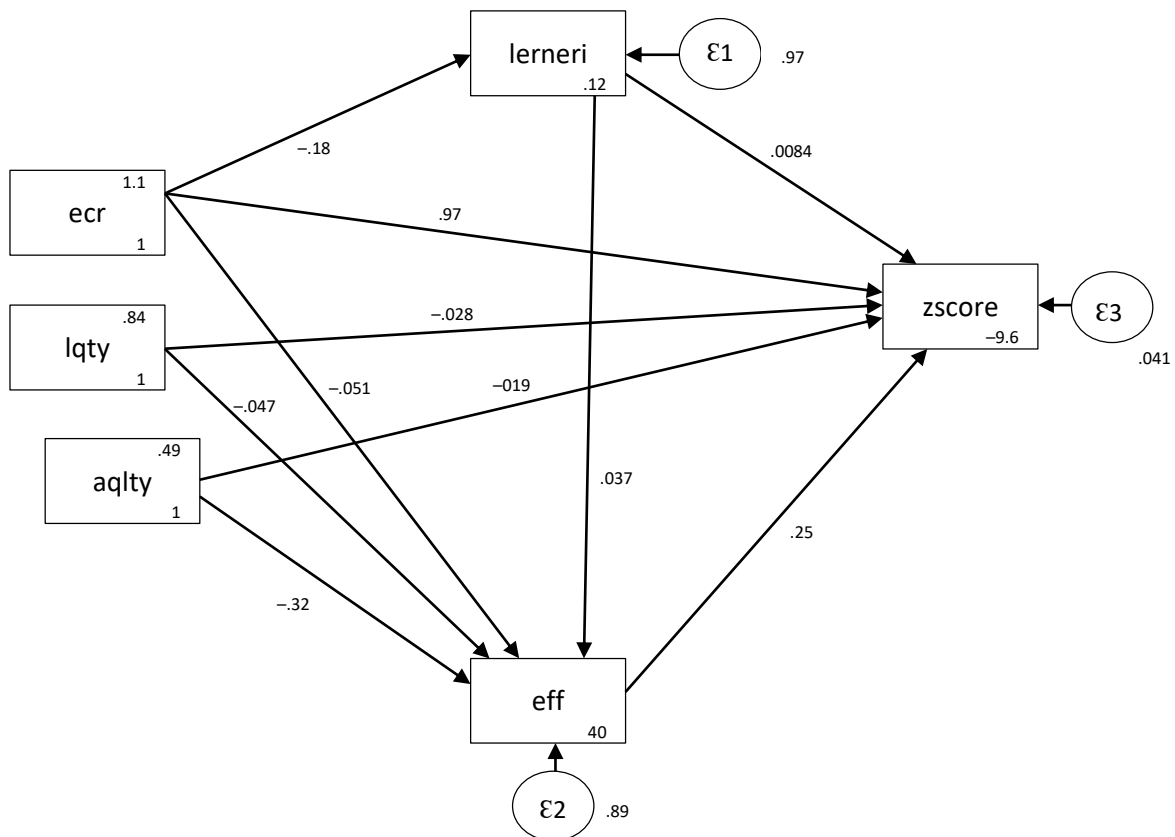 lerneri
.12
ε1
.97
–.18
.0084
1.1
ecr
1
.97
zscore
–9.6
ε3
.041
.84
lqty
1
–.028
–.051
–019
–.047
.49
aqlty
1
.037
.25
–.32
eff
40
ε2
.89